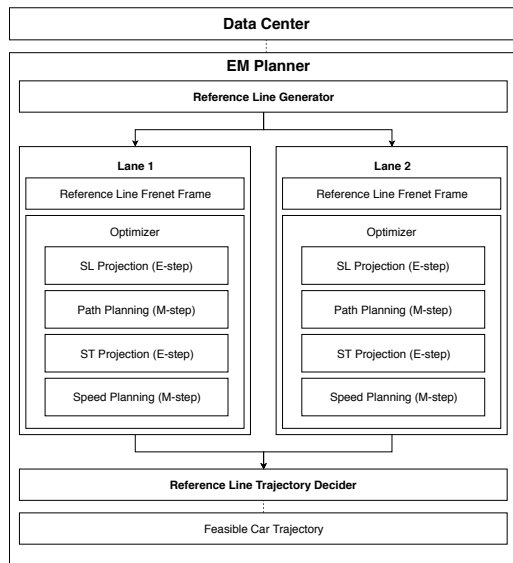 Data Center
EM Planner
Reference Line Generator
Lane 1
Reference Line Frenet Frame
Optimizer
SL Projection (E-step)
Path Planning (M-step)
ST Projection (E-step)
Speed Planning (M-step)
Lane 2
Reference Line Frenet Frame
Optimizer
SL Projection (E-step)
Path Planning (M-step)
ST Projection (E-step)
Speed Planning (M-step)
Reference Line Trajectory Decider
Feasible Car Trajectory